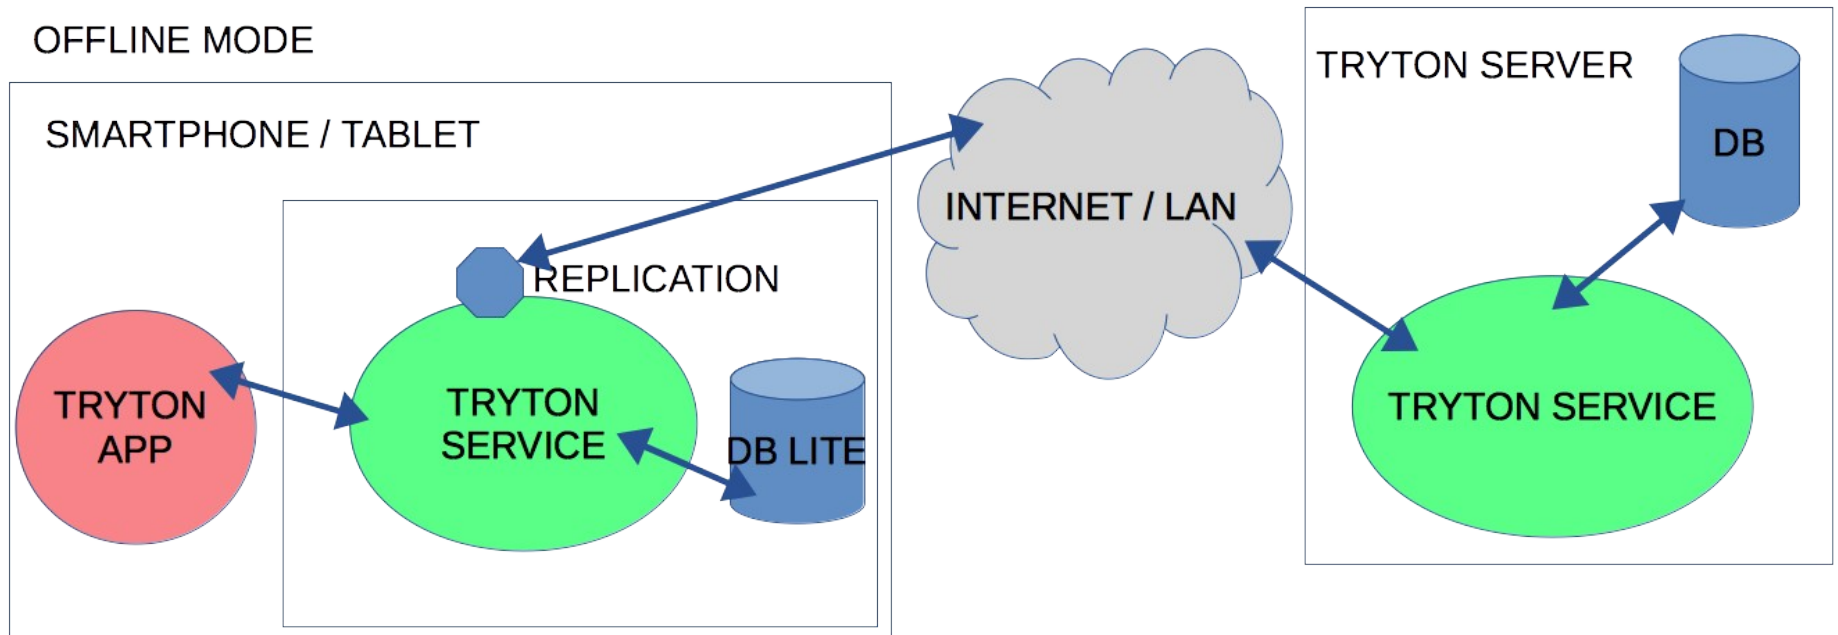 OFFLINE MODE
SMARTPHONE / TABLET
REPLICATION
TRYTON
APP
TRYTON
SERVICE
DB LITE
INTERNET / LAN
TRYTON SERVER
DB
TRYTON SERVICE